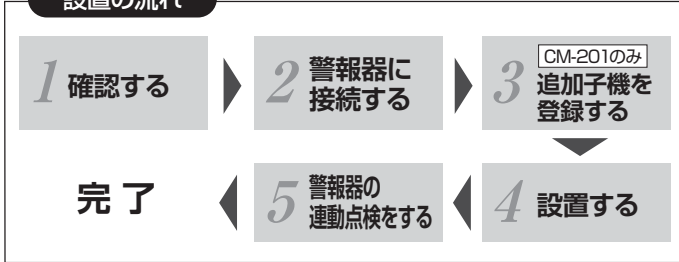 設置の流れ
1 確認する
2 警報器に
接続する
3 CM-201のみ
追加子機を
登録する
4 設置する
5 警報器の
連動点検をする
完了